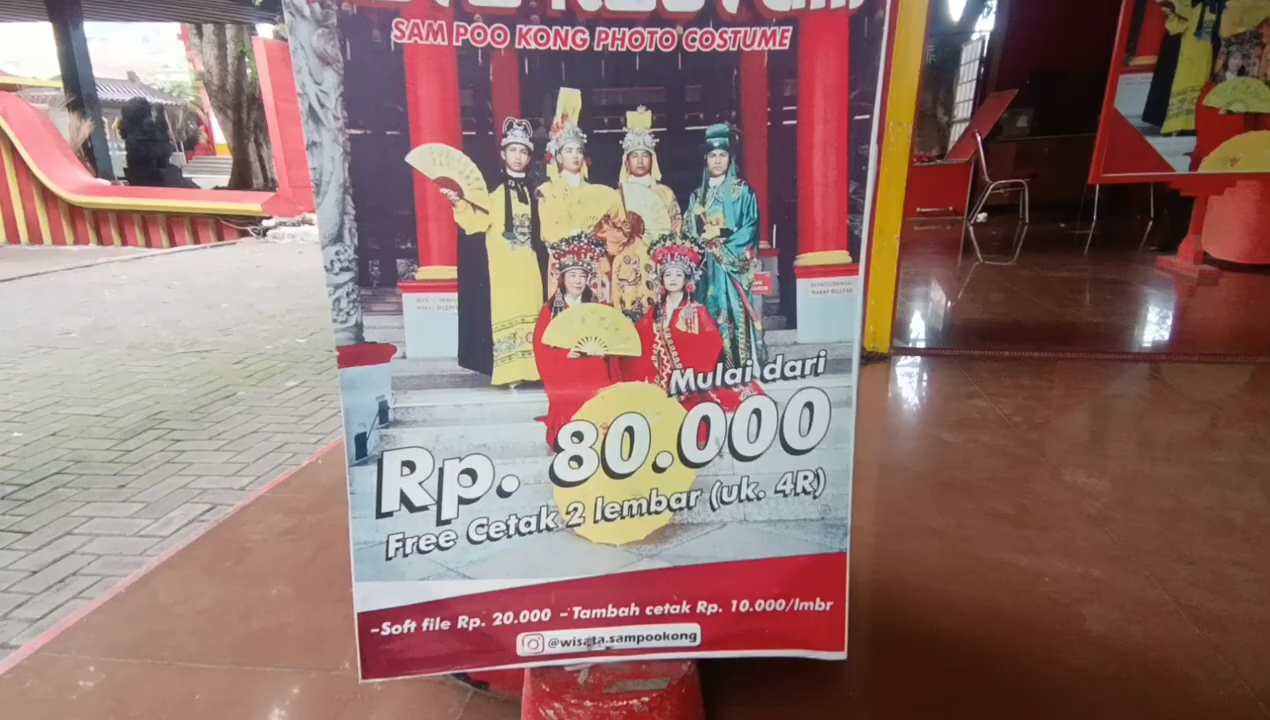 SAM POO KONG PHOTO COSTUME
Mulai dari
Rp. 80.000
Free Cetak 2 lembar (uk. 4R)
-Soft file Rp. 20.000 -Tambah cetak Rp. 10.000/lmbr
@wisata.sampookong